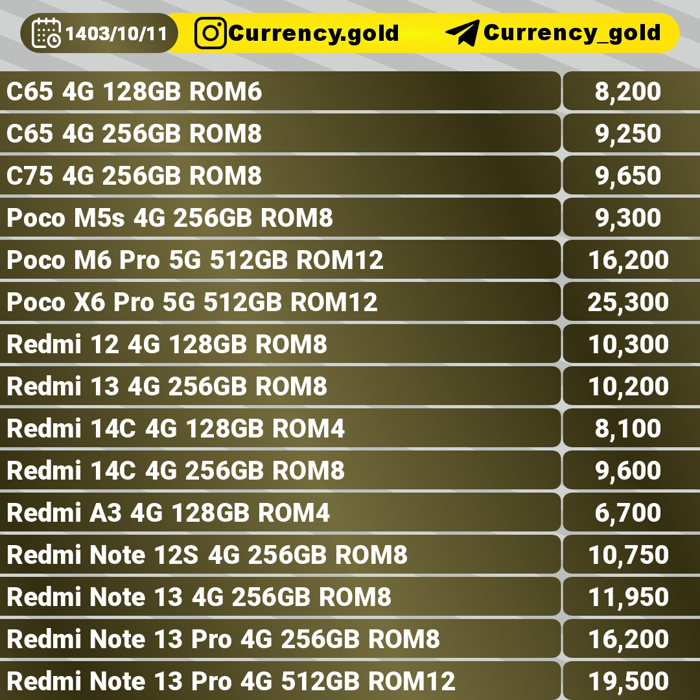 1403/10/11 Currency.gold Currency_gold
C65 4G 128GB ROM6 8,200
C65 4G 256GB ROM8 9,250
C75 4G 256GB ROM8 9,650
Poco M5s 4G 256GB ROM8 9,300
Poco M6 Pro 5G 512GB ROM12 16,200
Poco X6 Pro 5G 512GB ROM12 25,300
Redmi 12 4G 128GB ROM8 10,300
Redmi 13 4G 256GB ROM8 10,200
Redmi 14C 4G 128GB ROM4 8,100
Redmi 14C 4G 256GB ROM8 9,600
Redmi A3 4G 128GB ROM4 6,700
Redmi Note 12S 4G 256GB ROM8 10,750
Redmi Note 13 4G 256GB ROM8 11,950
Redmi Note 13 Pro 4G 256GB ROM8 16,200
Redmi Note 13 Pro 4G 512GB ROM12 19,500